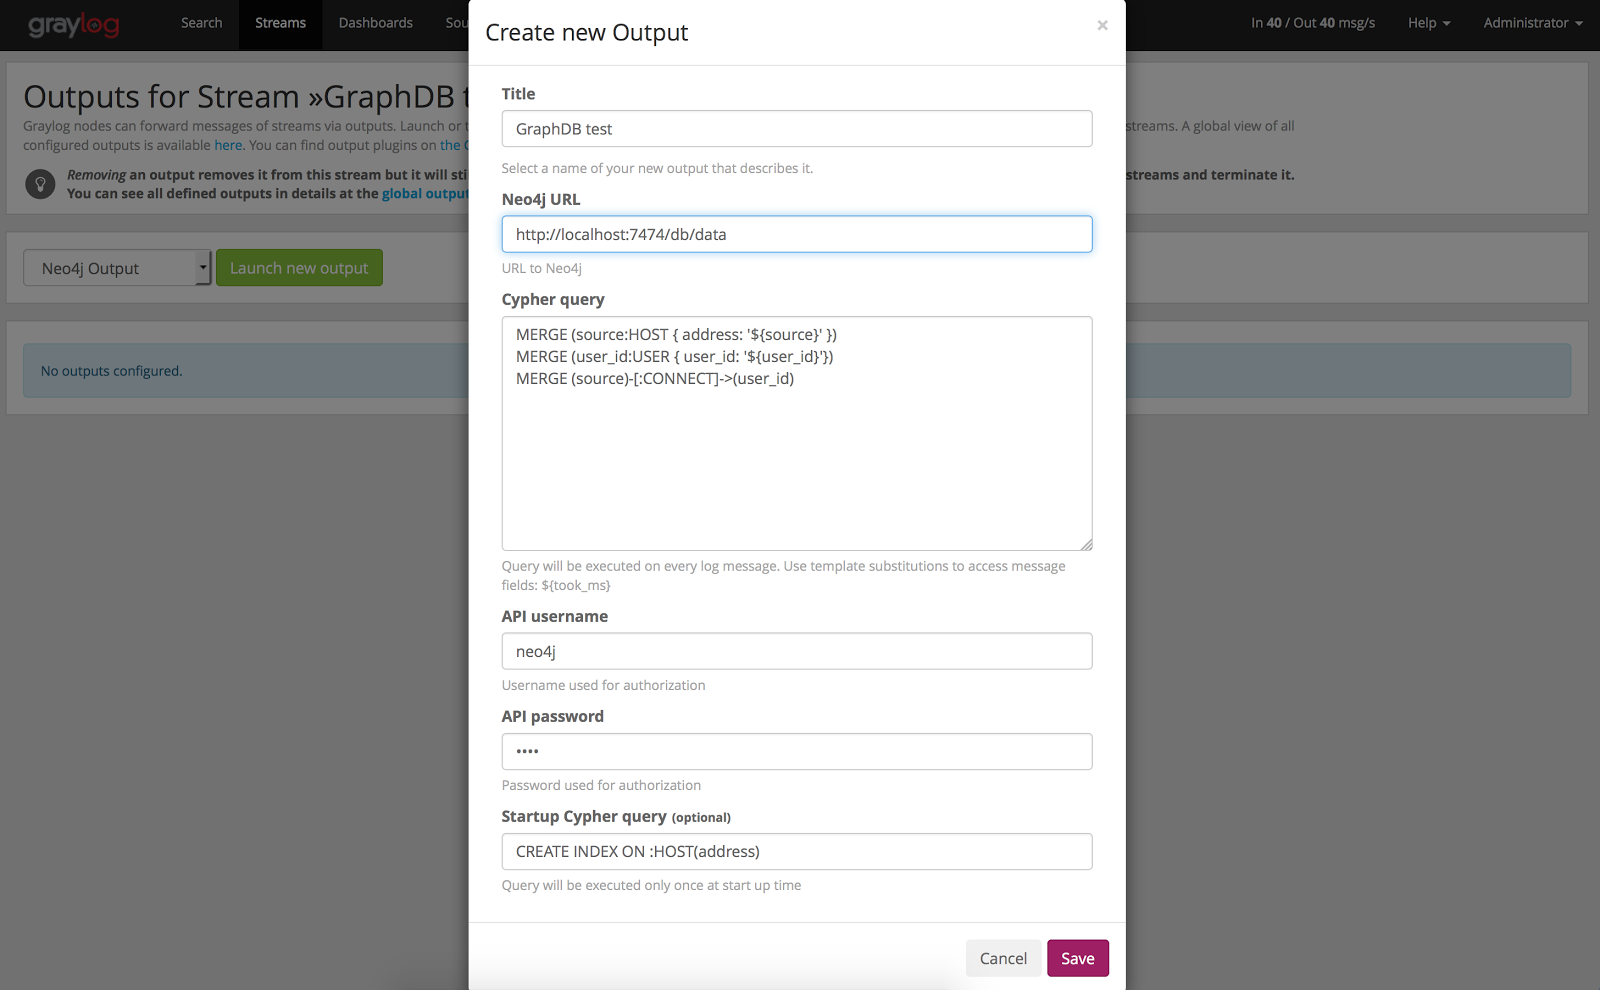 graylog
Search
Streams
Dashboards
Sou
In 40 / Out 40 msg/s
Help
Administrator
Create new Output
×
Outputs for Stream »GraphDB t
Graylog nodes can forward messages of streams via outputs. Launch or t
streams. A global view of all
configured outputs is available here. You can find output plugins on the G
Removing an output removes it from this stream but it will sti
streams and terminate it.
You can see all defined outputs in details at the global output
Neo4j Output
Launch new output
No outputs configured.
Title
GraphDB test
Select a name of your new output that describes it.
Neo4j URL
http://localhost:7474/db/data
URL to Neo4j
Cypher query
MERGE (source:HOST { address: '${source}' })
MERGE (user_id:USER { user_id: '${user_id}'})
MERGE (source)-[:CONNECT]->(user_id)
Query will be executed on every log message. Use template substitutions to access message
fields: ${took_ms}
API username
neo4j
Username used for authorization
API password
••••
Password used for authorization
Startup Cypher query (optional)
CREATE INDEX ON :HOST(address)
Query will be executed only once at start up time
Cancel
Save